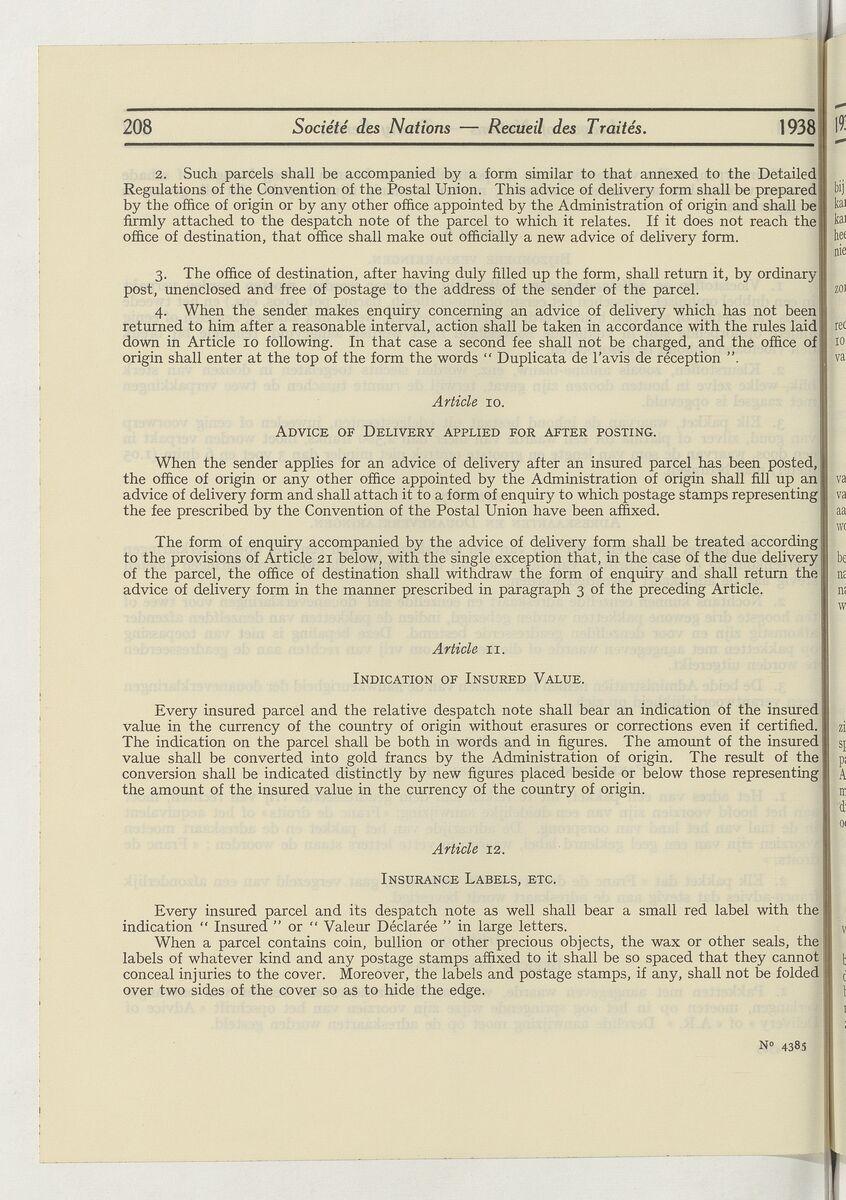 208 Société des Nations — Recueil des Traités. 1938
2. Such parcels shall be accompanied by a form similar to that annexed to the Detailed
Regulations of the Convention of the Postal Union. This advice of delivery form shall be prepared
by the office of origin or by any other office appointed by the Administration of origin and shall be
firmly attached to the despatch note of the parcel to which it relates. If it does not reach the
office of destination, that office shall make out officially a new advice of delivery form.
3. The office of destination, after having duly filled up the form, shall return it, by ordinary
post, unenclosed and free of postage to the address of the sender of the parcel.
4. When the sender makes enquiry concerning an advice of delivery which has not been
returned to him after a reasonable interval, action shall be taken in accordance with the rules laid
down in Article 10 following. In that case a second fee shall not be charged, and the office of
origin shall enter at the top of the form the words “ Duplicata de l'avis de réception ”.
Article 10.
ADVICE OF DELIVERY APPLIED FOR AFTER POSTING.
When the sender applies for an advice of delivery after an insured parcel has been posted,
the office of origin or any other office appointed by the Administration of origin shall fill up an
advice of delivery form and shall attach it to a form of enquiry to which postage stamps representing
the fee prescribed by the Convention of the Postal Union have been affixed.
The form of enquiry accompanied by the advice of delivery form shall be treated according
to the provisions of Article 21 below, with the single exception that, in the case of the due delivery
of the parcel, the office of destination shall withdraw the form of enquiry and shall return the
advice of delivery form in the manner prescribed in paragraph 3 of the preceding Article.
Article 11.
INDICATION OF INSURED VALUE.
Every insured parcel and the relative despatch note shall bear an indication of the insured
value in the currency of the country of origin without erasures or corrections even if certified.
The indication on the parcel shall be both in words and in figures. The amount of the insured
value shall be converted into gold francs by the Administration of origin. The result of the
conversion shall be indicated distinctly by new figures placed beside or below those representing
the amount of the insured value in the currency of the country of origin.
Article 12.
INSURANCE LABELS, ETC.
Every insured parcel and its despatch note as well shall bear a small red label with the
indication “ Insured ” or “ Valeur Déclarée ” in large letters.
When a parcel contains coin, bullion or other precious objects, the wax or other seals, the
labels of whatever kind and any postage stamps affixed to it shall be so spaced that they cannot
conceal injuries to the cover. Moreover, the labels and postage stamps, if any, shall not be folded
over two sides of the cover so as to hide the edge.
Nº 4385